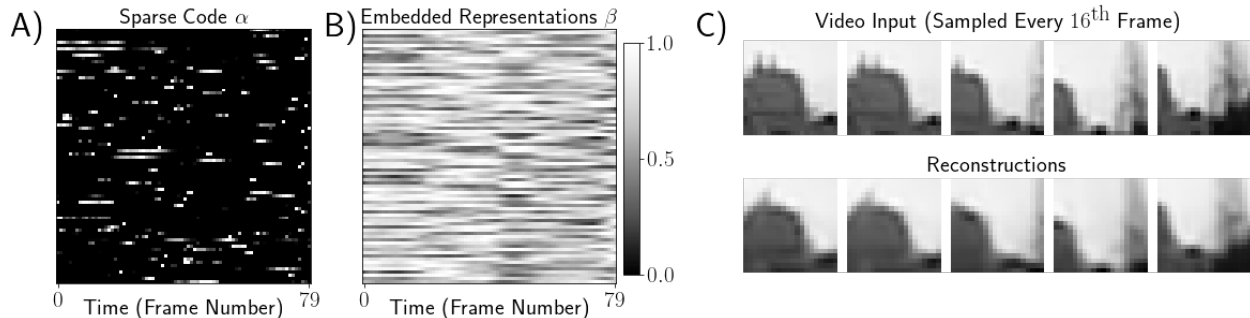 A)
Sparse Code α
0
79
Time (Frame Number)
B)
Embedded Representations β
1.0
0.5
0.0
0
79
Time (Frame Number)
C)
Video Input (Sampled Every 16th Frame)
Reconstructions